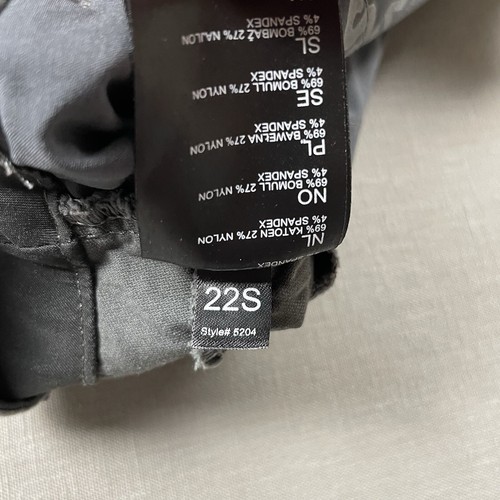 SPANDEX
NL
69% KATOEN 27% NYLON
4% SPANDEX
NO
69% BOMULL 27% NYLON
4% SPANDEX
PL
69% BAWEŁNA 27% NYLON
4% SPANDEX
SE
69% BOMULL 27% NYLON
4% SPANDEX
SL
69% BOMBAŽ 27% NAJLON
4% SPANDEX
22S
Style# 5204